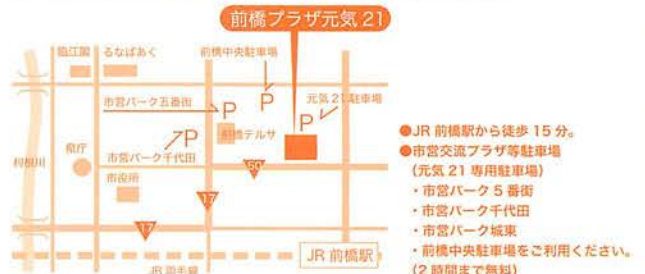 前橋プラザ元気21
臨江閣
るなぱあく
前橋中央駐車場
市営パーク五番街
P
P
元気21駐車場
P
P
前橋テルサ
県庁
利根川
市営パーク千代田
50
市役所
17
17
JR 前橋駅
JR 両毛線
●JR 前橋駅から徒歩 15 分。
●市営交流プラザ等駐車場
(元気 21 専用駐車場)
・市営パーク 5 番街
・市営パーク千代田
・市営パーク城東
・前橋中央駐車場をご利用ください。
(2 時間まで無料)